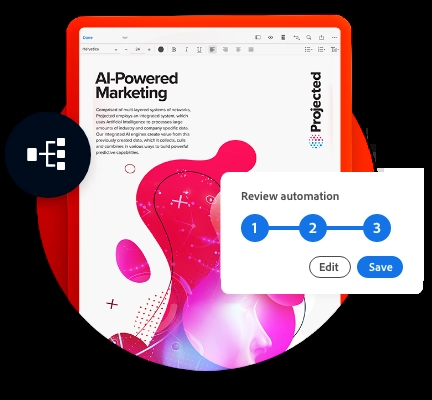 Done
Helvetica
24
B I U
AI-Powered
Marketing
Comprised of multi-layered systems of networks,
Projected employs an integrated system, which
uses Artificial Intelligence to processes large
amounts of industry and company specific data.
Our integrated AI engines create value from this
previously created data, which it collects, culls
and combines in various ways to build powerful
predictive capabilities.
Projected
Review automation
1 2 3
Edit Save